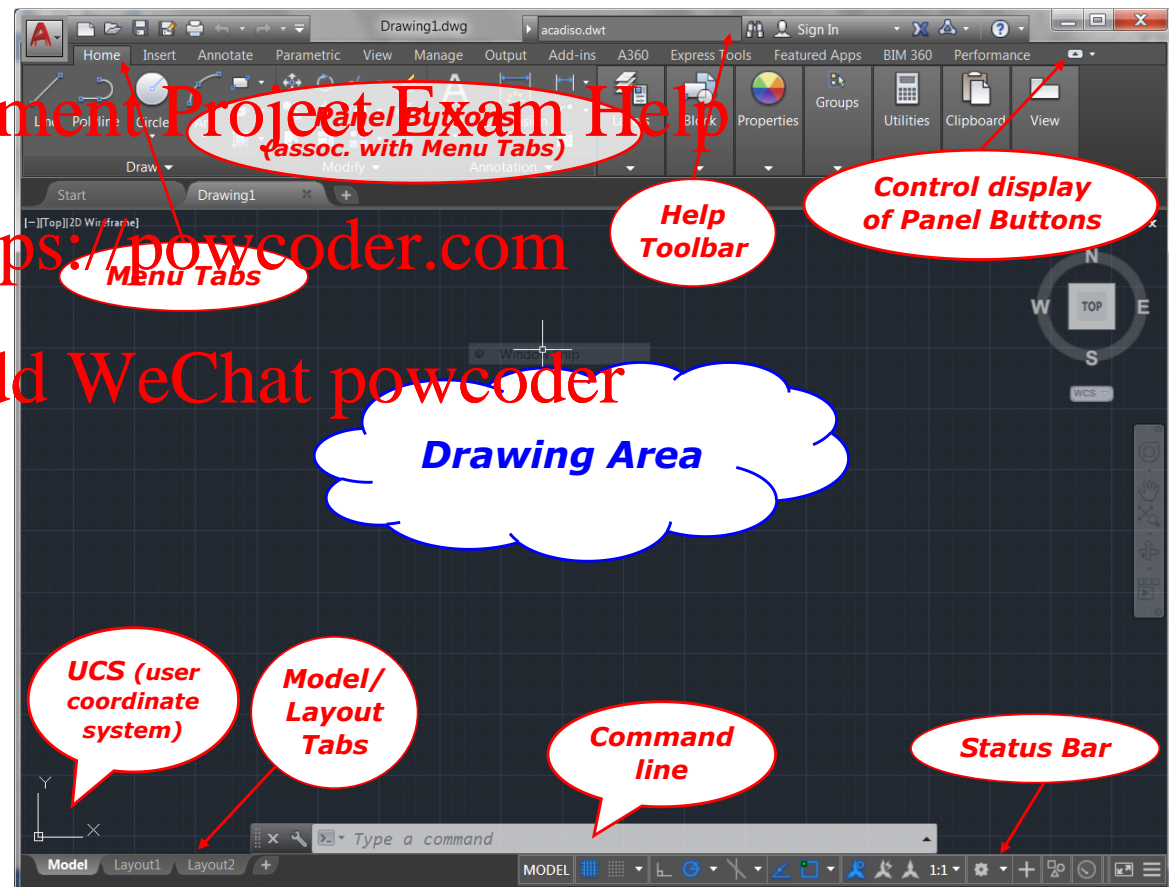 Drawing1.dwg
acadiso.dwt
Sign In
Home Insert Annotate Parametric View Manage Output Add-ins A360 Express Tools Featured Apps BIM 360 Performance
Line Polyline Circle Block Properties Groups Utilities Clipboard View
Project Exam Help
Panel Buttons
(assoc. with Menu Tabs)
Draw Modify Annotation
Start Drawing1
[-][Top][2D Wireframe]
Help
Toolbar
Control display
of Panel Buttons
://powcoder.com
Menu Tabs
N
W TOP E
S
WCS
WeChat powcoder
Drawing Area
UCS (user
coordinate
system)
Model/
Layout
Tabs
Command
line
Status Bar
Y
X
Type a command
Model Layout1 Layout2
MODEL 1:1